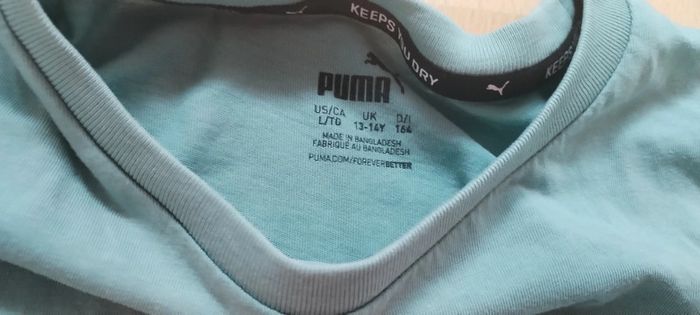 KEEPS YOU DRY
KEEPS
PUMA
US/CA UK D/I
L/TG 13-14Y 164
MADE IN BANGLADESH
FABRIQUÉ AU BANGLADESH
PUMA.COM/FOREVERBETTER